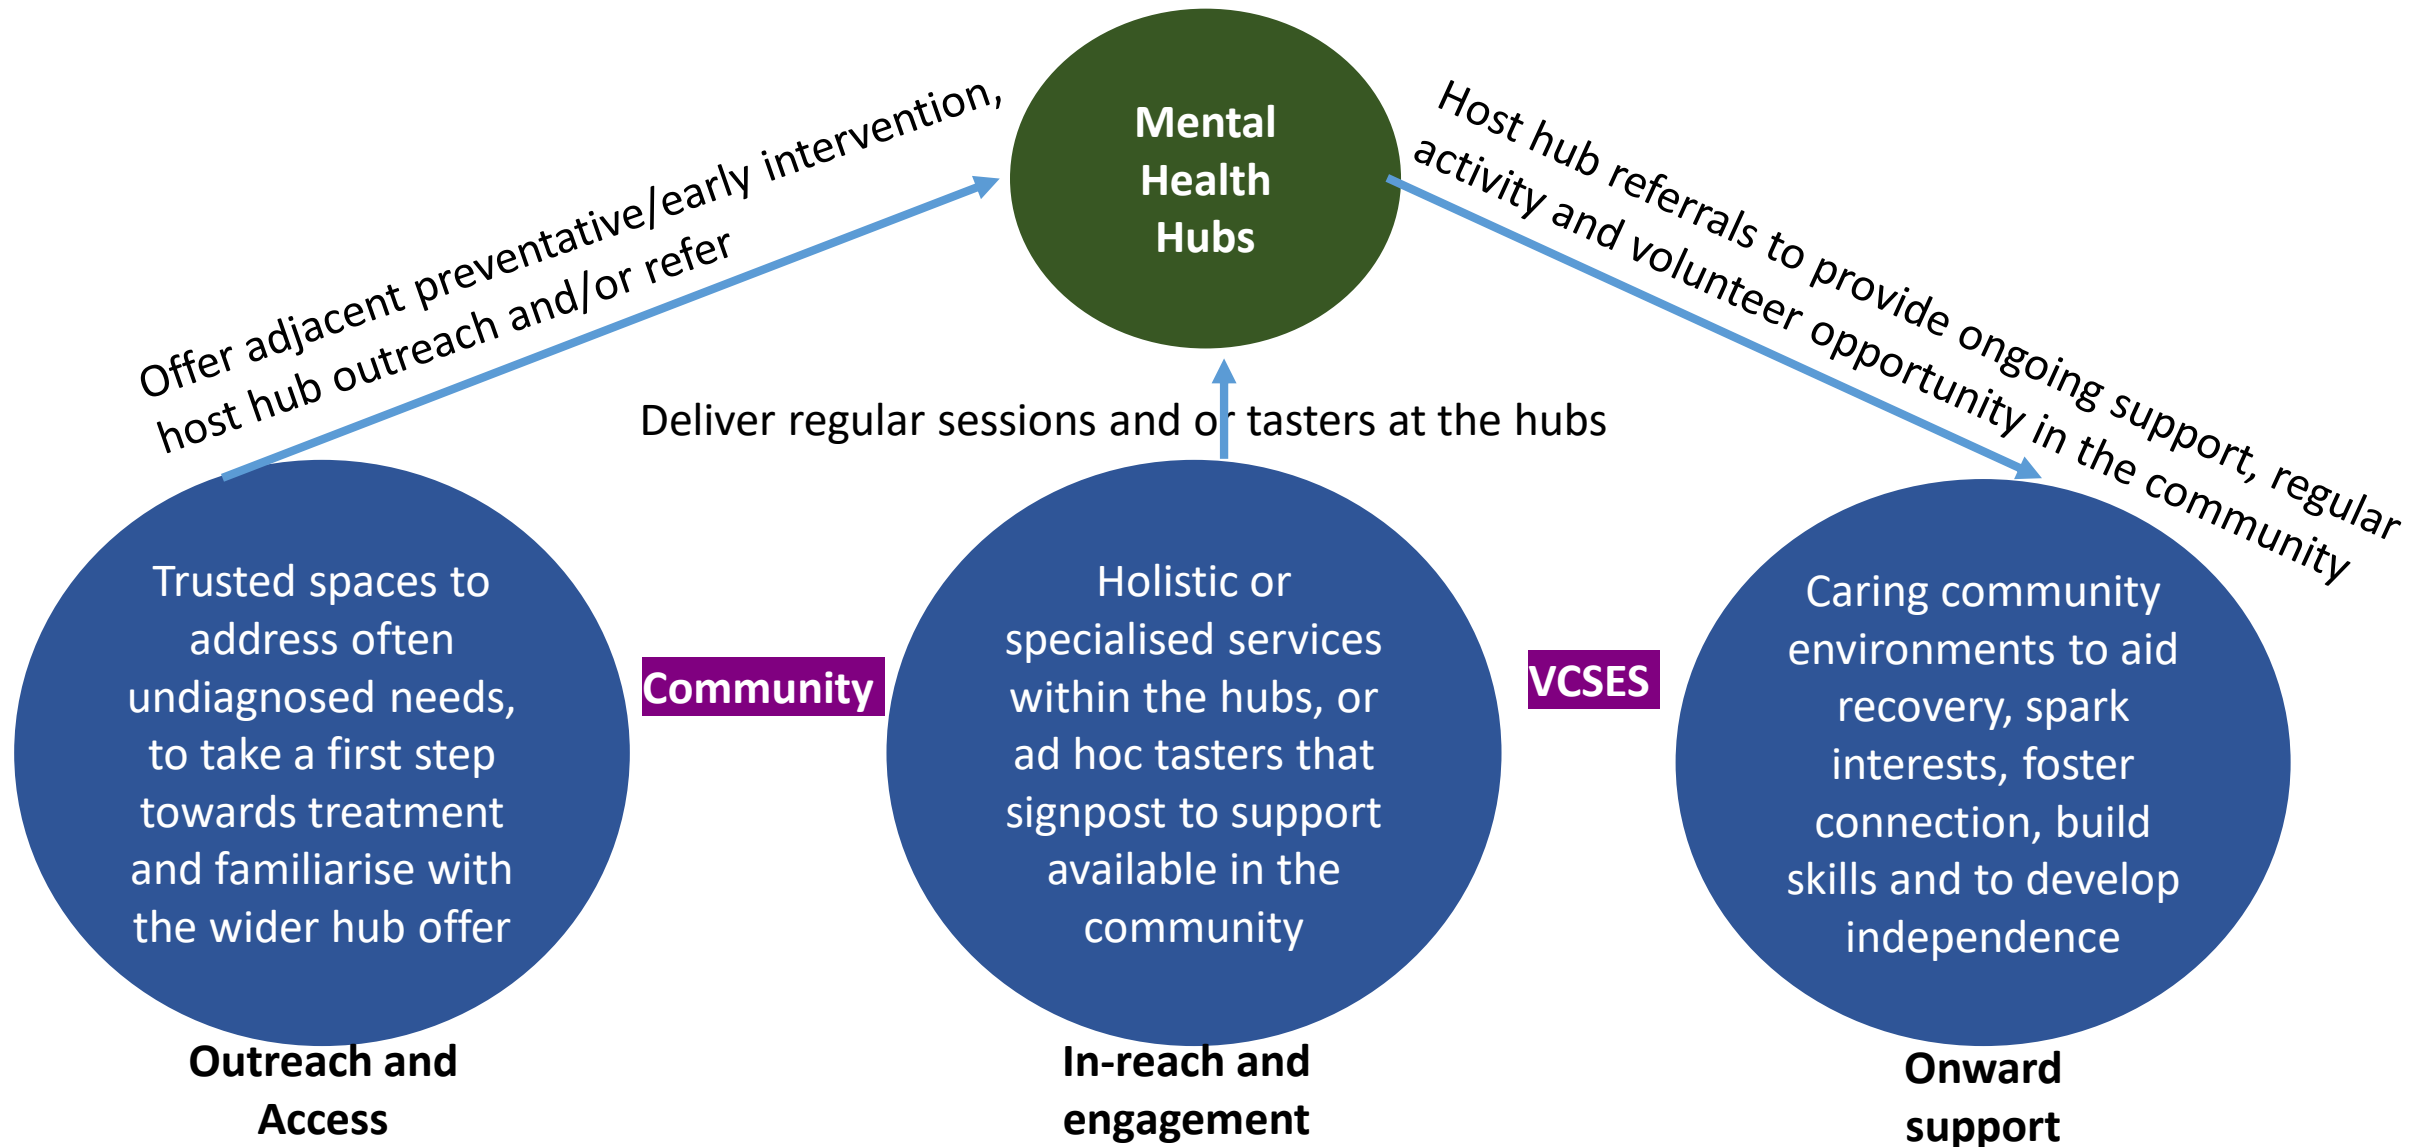 Mental
Health
Hubs
Offer adjacent preventative/early intervention,
host hub outreach and/or refer
Host hub referrals to provide ongoing support, regular
activity and volunteer opportunity in the community
Deliver regular sessions and or tasters at the hubs
Trusted spaces to
address often
undiagnosed needs,
to take a first step
towards treatment
and familiarise with
the wider hub offer
Community
Holistic or
specialised services
within the hubs, or
ad hoc tasters that
signpost to support
available in the
community
VCSES
Caring community
environments to aid
recovery, spark
interests, foster
connection, build
skills and to develop
independence
Outreach and
Access
In-reach and
engagement
Onward
support